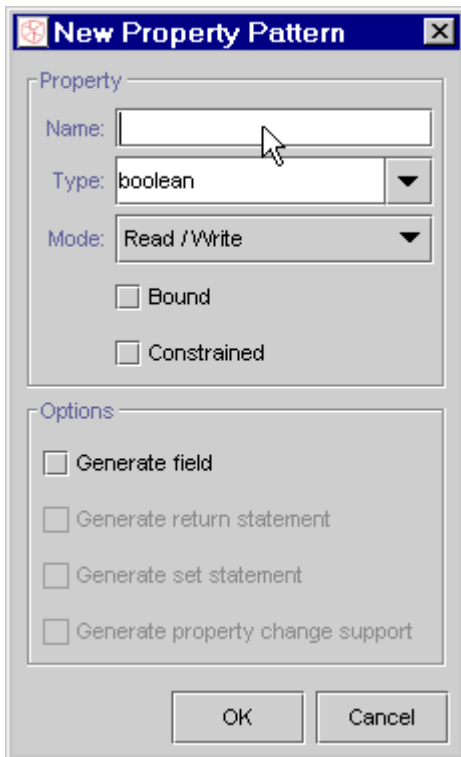 New Property Pattern
Property
Name:
Type: boolean
Mode: Read / Write
Bound
Constrained
Options
Generate field
Generate return statement
Generate set statement
Generate property change support
OK Cancel